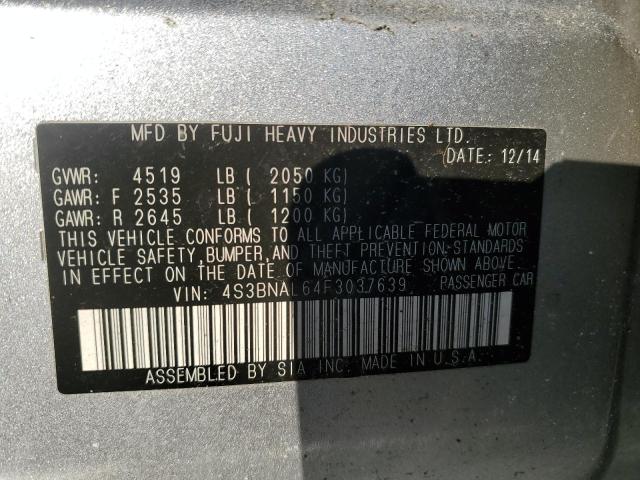 MFD BY FUJI HEAVY INDUSTRIES LTD.
(DATE: 12/14
GVWR: 4519 LB ( 2050 KG)
GAWR: F 2535 LB ( 1150 KG)
GAWR: R 2645 LB ( 1200 KG)
THIS VEHICLE CONFORMS TO ALL APPLICABLE FEDERAL MOTOR
VEHICLE SAFETY, BUMPER, AND THEFT PREVENTION STANDARDS
IN EFFECT ON THE DATE OF MANUFACTURE SHOWN ABOVE.
VIN: 4S3BNAL64F3037639 PASSENGER CAR
ASSEMBLED BY SIA INC. MADE IN U.S.A.